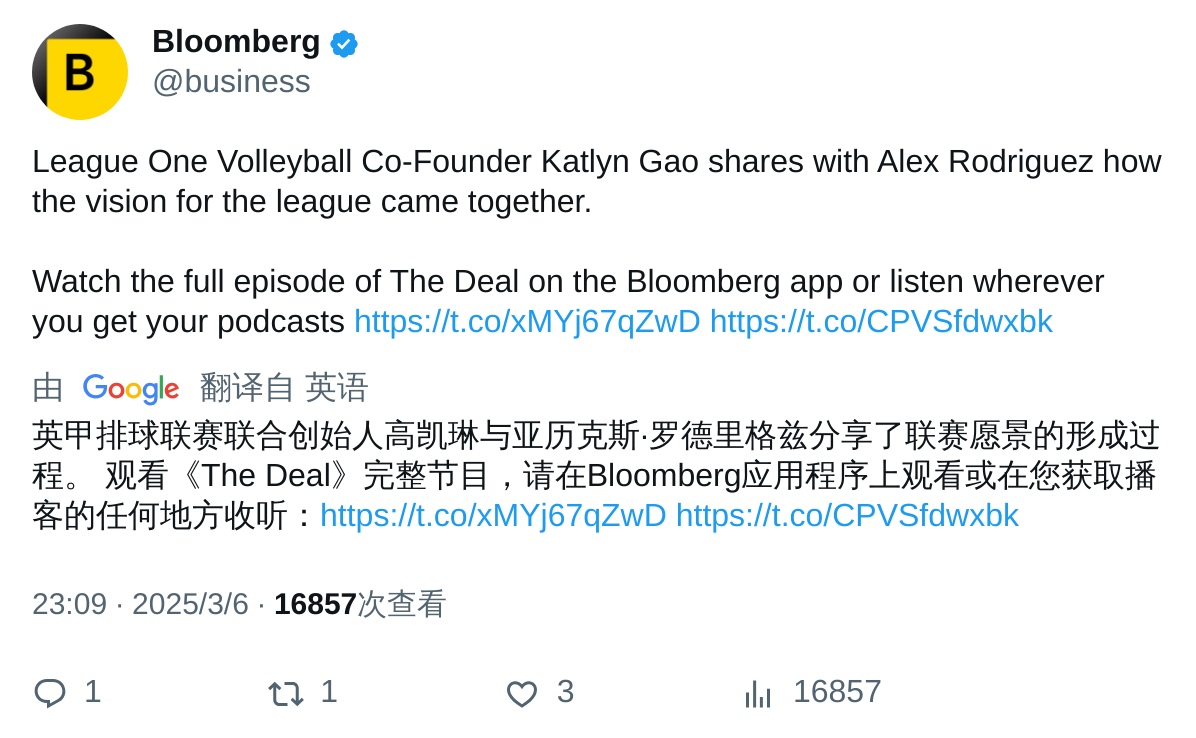 B
Bloomberg
@business
League One Volleyball Co-Founder Katlyn Gao shares with Alex Rodriguez how
the vision for the league came together.
Watch the full episode of The Deal on the Bloomberg app or listen wherever
you get your podcasts https://t.co/xMYj67qZwD https://t.co/CPVSfdwxbk
由 Google 翻译自 英语
英甲排球联赛联合创始人高凯琳与亚历克斯·罗德里格兹分享了联赛愿景的形成过
程。 观看《The Deal》完整节目，请在Bloomberg应用程序上观看或在您获取播
客的任何地方收听：https://t.co/xMYj67qZwD https://t.co/CPVSfdwxbk
23:09 · 2025/3/6 · 16857次查看
1 1 3 16857